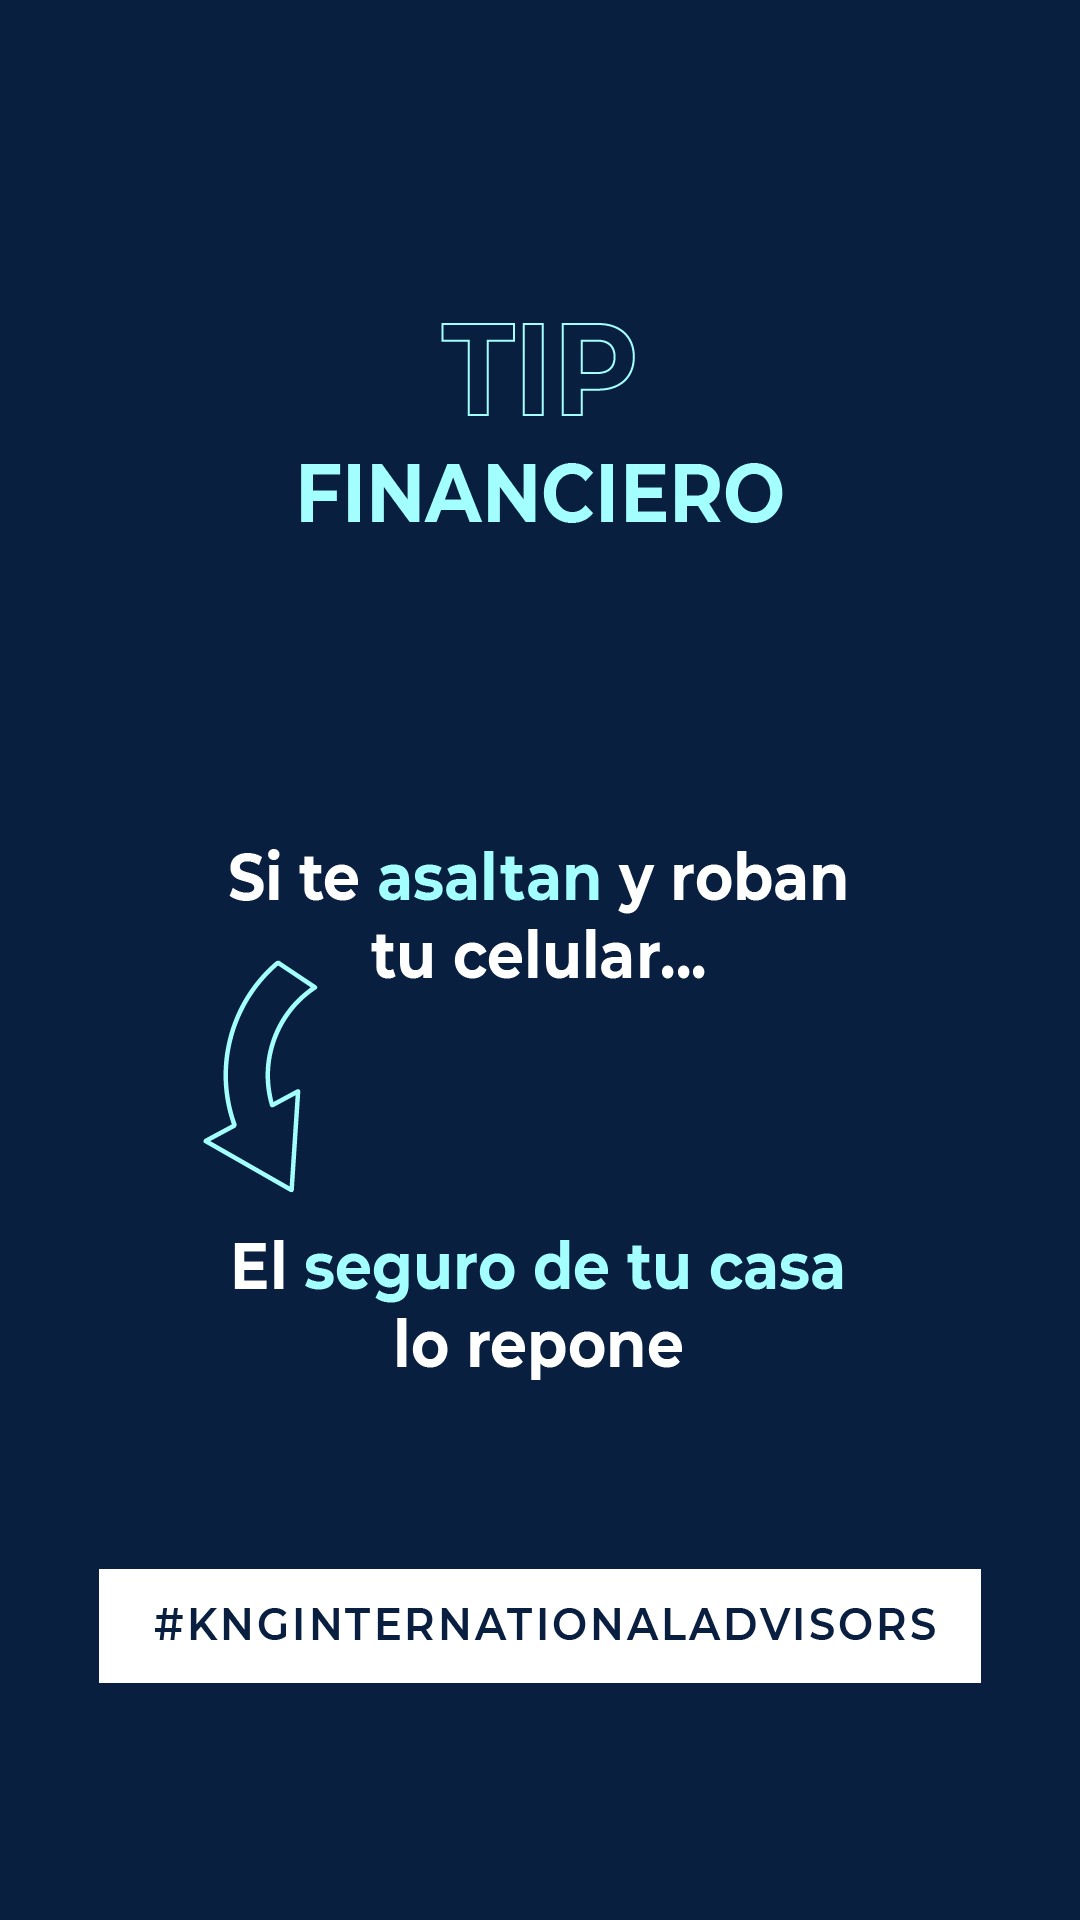 TIP
FINANCIERO
Si te asaltan y roban
tu celular...
El seguro de tu casa
lo repone
#KNGINTERNATIONALADVISORS